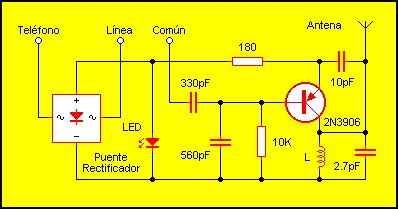 Teléfono
Línea
Común
Antena
180
330pF
10pF
+
~
~
−
LED
2N3906
10K
560pF
L
2.7pF
Puente
Rectificador